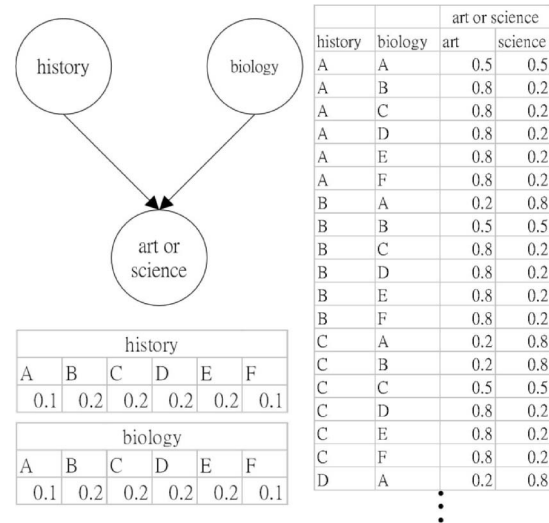 history
biology
art or
science
history
A B C D E F
0.1 0.2 0.2 0.2 0.2 0.1
biology
A B C D E F
0.1 0.2 0.2 0.2 0.2 0.1
art or science
history biology art science
A A 0.5 0.5
A B 0.8 0.2
A C 0.8 0.2
A D 0.8 0.2
A E 0.8 0.2
A F 0.8 0.2
B A 0.2 0.8
B B 0.5 0.5
B C 0.8 0.2
B D 0.8 0.2
B E 0.8 0.2
B F 0.8 0.2
C A 0.2 0.8
C B 0.2 0.8
C C 0.5 0.5
C D 0.8 0.2
C E 0.8 0.2
C F 0.8 0.2
D A 0.2 0.8